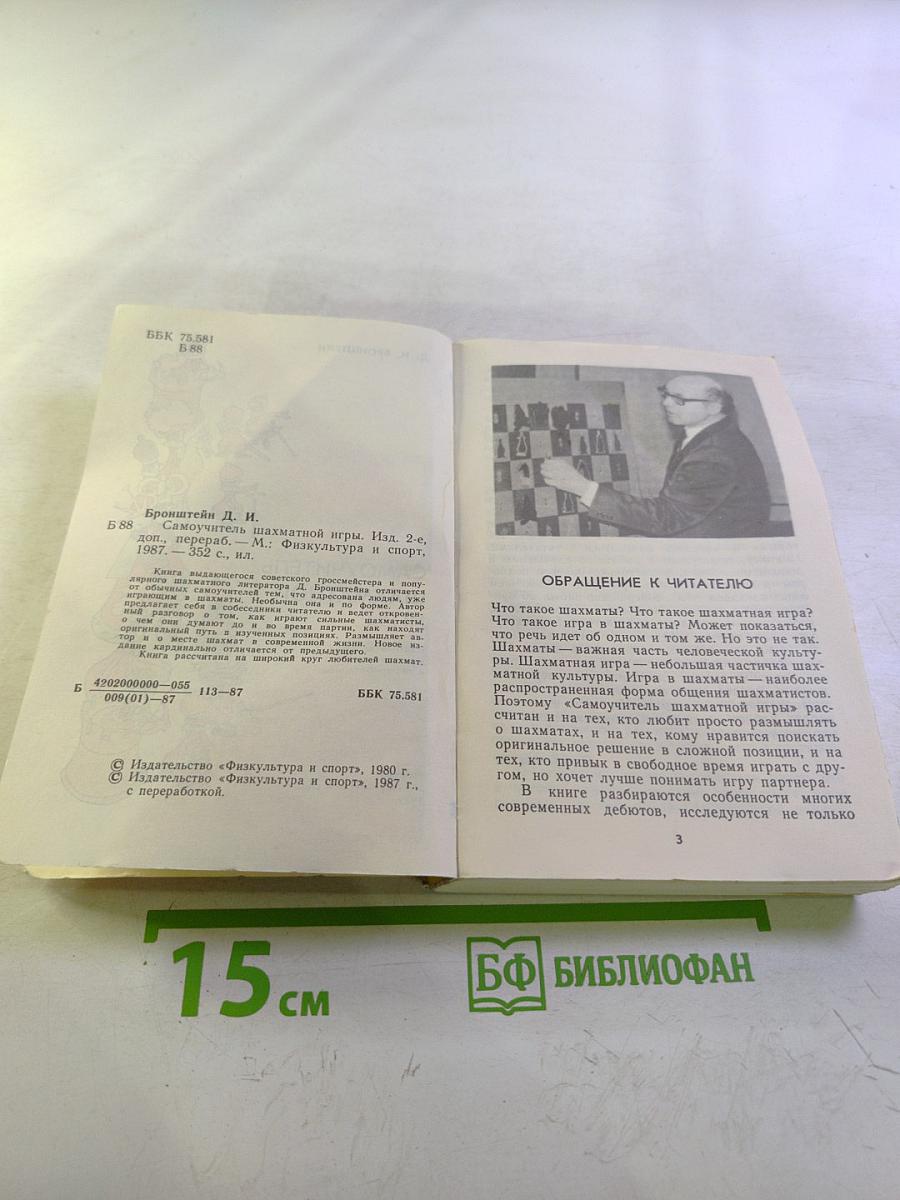 ББК 75.581
Б 88
Бронштейн Д. И.
Б 88 Самоучитель шахматной игры. Изд. 2-е,
доп., перераб. — М.: Физкультура и спорт,
1987. — 352 с., ил.
Книга выдающегося советского гроссмейстера и попу-
лярного шахматного литератора Д. Бронштейна отличается
от обычных самоучителей тем, что адресована людям, уже
играющим в шахматы. Необычна она и по форме. Автор
предлагает себя в собеседники читателю и ведет откровен-
ный разговор о том, как играют сильные шахматисты,
о чем они думают до и во время партии, как находят
оригинальный путь в изученных позициях. Размышляет ав-
тор и о месте шахмат в современной жизни. Новое из-
дание кардинально отличается от предыдущего.
Книга рассчитана на широкий круг любителей шахмат.
Б 4202000000—055 113—87 ББК 75.581
009(01)—87
© Издательство «Физкультура и спорт», 1980 г.
© Издательство «Физкультура и спорт», 1987 г.,
с переработкой.
ОБРАЩЕНИЕ К ЧИТАТЕЛЮ
Что такое шахматы? Что такое шахматная игра?
Что такое игра в шахматы? Может показаться,
что речь идет об одном и том же. Но это не так.
Шахматы — важная часть человеческой культу-
ры. Шахматная игра — небольшая частичка шах-
матной культуры. Игра в шахматы — наиболее
распространенная форма общения шахматистов.
Поэтому «Самоучитель шахматной игры» рас-
считан и на тех, кто любит просто размышлять
о шахматах, и на тех, кому нравится поискать
оригинальное решение в сложной позиции, и на
тех, кто привык в свободное время играть с дру-
гом, но хочет лучше понимать игру партнера.
В книге разбираются особенности многих
современных дебютов, исследуются не только
3
15 см
БФ БИБЛИОФАН